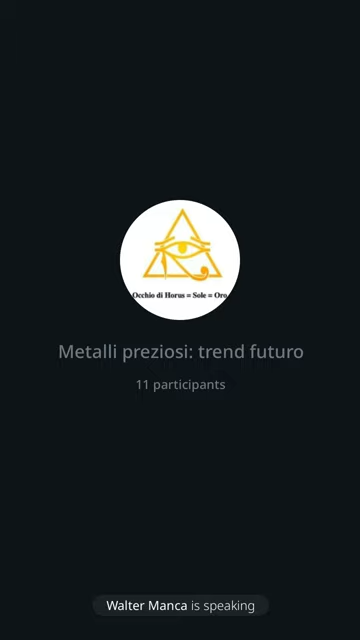 Occhio di Horus = Sole = Oro
Metalli preziosi: trend futuro
11 participants
Walter Manca is speaking